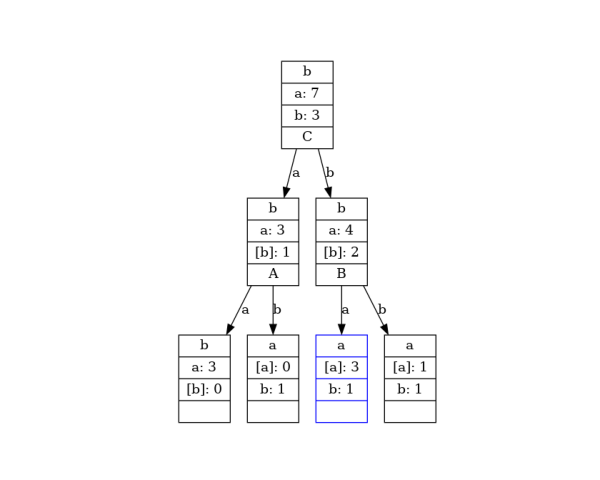 b
a: 7
b: 3
C
a b
b b
a: 3 a: 4
[b]: 1 [b]: 2
A B
a b a b
b a a a
a: 3 [a]: 0 [a]: 3 [a]: 1
[b]: 0 b: 1 b: 1 b: 1